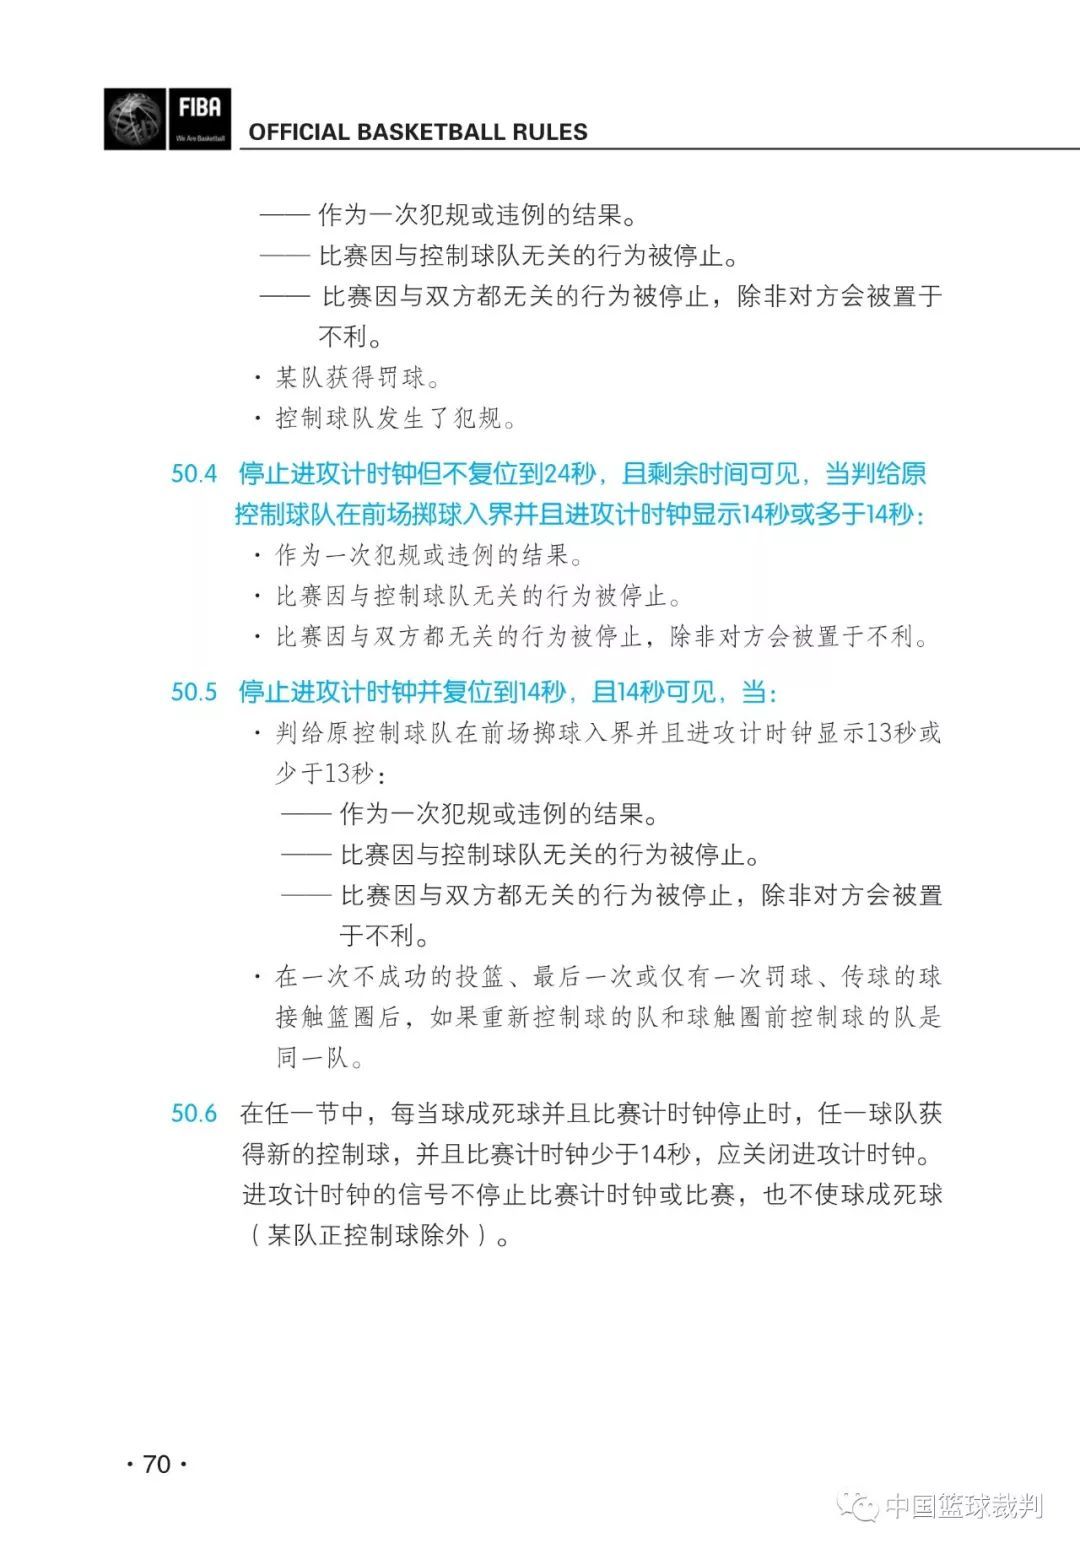 FIBA
We Are Basketball
OFFICIAL BASKETBALL RULES
—— 作为一次犯规或违例的结果。
—— 比赛因与控制球队无关的行为被停止。
—— 比赛因与双方都无关的行为被停止，除非对方会被置于
不利。
· 某队获得罚球。
· 控制球队发生了犯规。
50.4 停止进攻计时钟但不复位到24秒，且剩余时间可见，当判给原
控制球队在前场掷球入界并且进攻计时钟显示14秒或多于14秒：
· 作为一次犯规或违例的结果。
· 比赛因与控制球队无关的行为被停止。
· 比赛因与双方都无关的行为被停止，除非对方会被置于不利。
50.5 停止进攻计时钟并复位到14秒，且14秒可见，当：
· 判给原控制球队在前场掷球入界并且进攻计时钟显示13秒或
少于13秒：
—— 作为一次犯规或违例的结果。
—— 比赛因与控制球队无关的行为被停止。
—— 比赛因与双方都无关的行为被停止，除非对方会被置
于不利。
· 在一次不成功的投篮、最后一次或仅有一次罚球、传球的球
接触篮圈后，如果重新控制球的队和球触圈前控制球的队是
同一队。
50.6 在任一节中，每当球成死球并且比赛计时钟停止时，任一球队获
得新的控制球，并且比赛计时钟少于14秒，应关闭进攻计时钟。
进攻计时钟的信号不停止比赛计时钟或比赛，也不使球成死球
（某队正控制球除外）。
· 70 ·
中国篮球裁判